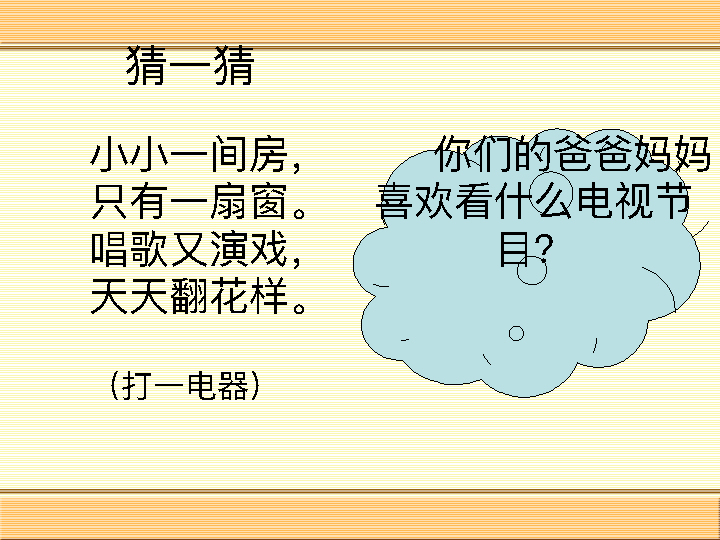 猜一猜
小小一间房，
只有一扇窗。
唱歌又演戏，
天天翻花样。
（打一电器）
你们的爸爸妈妈
喜欢看什么电视节
目?